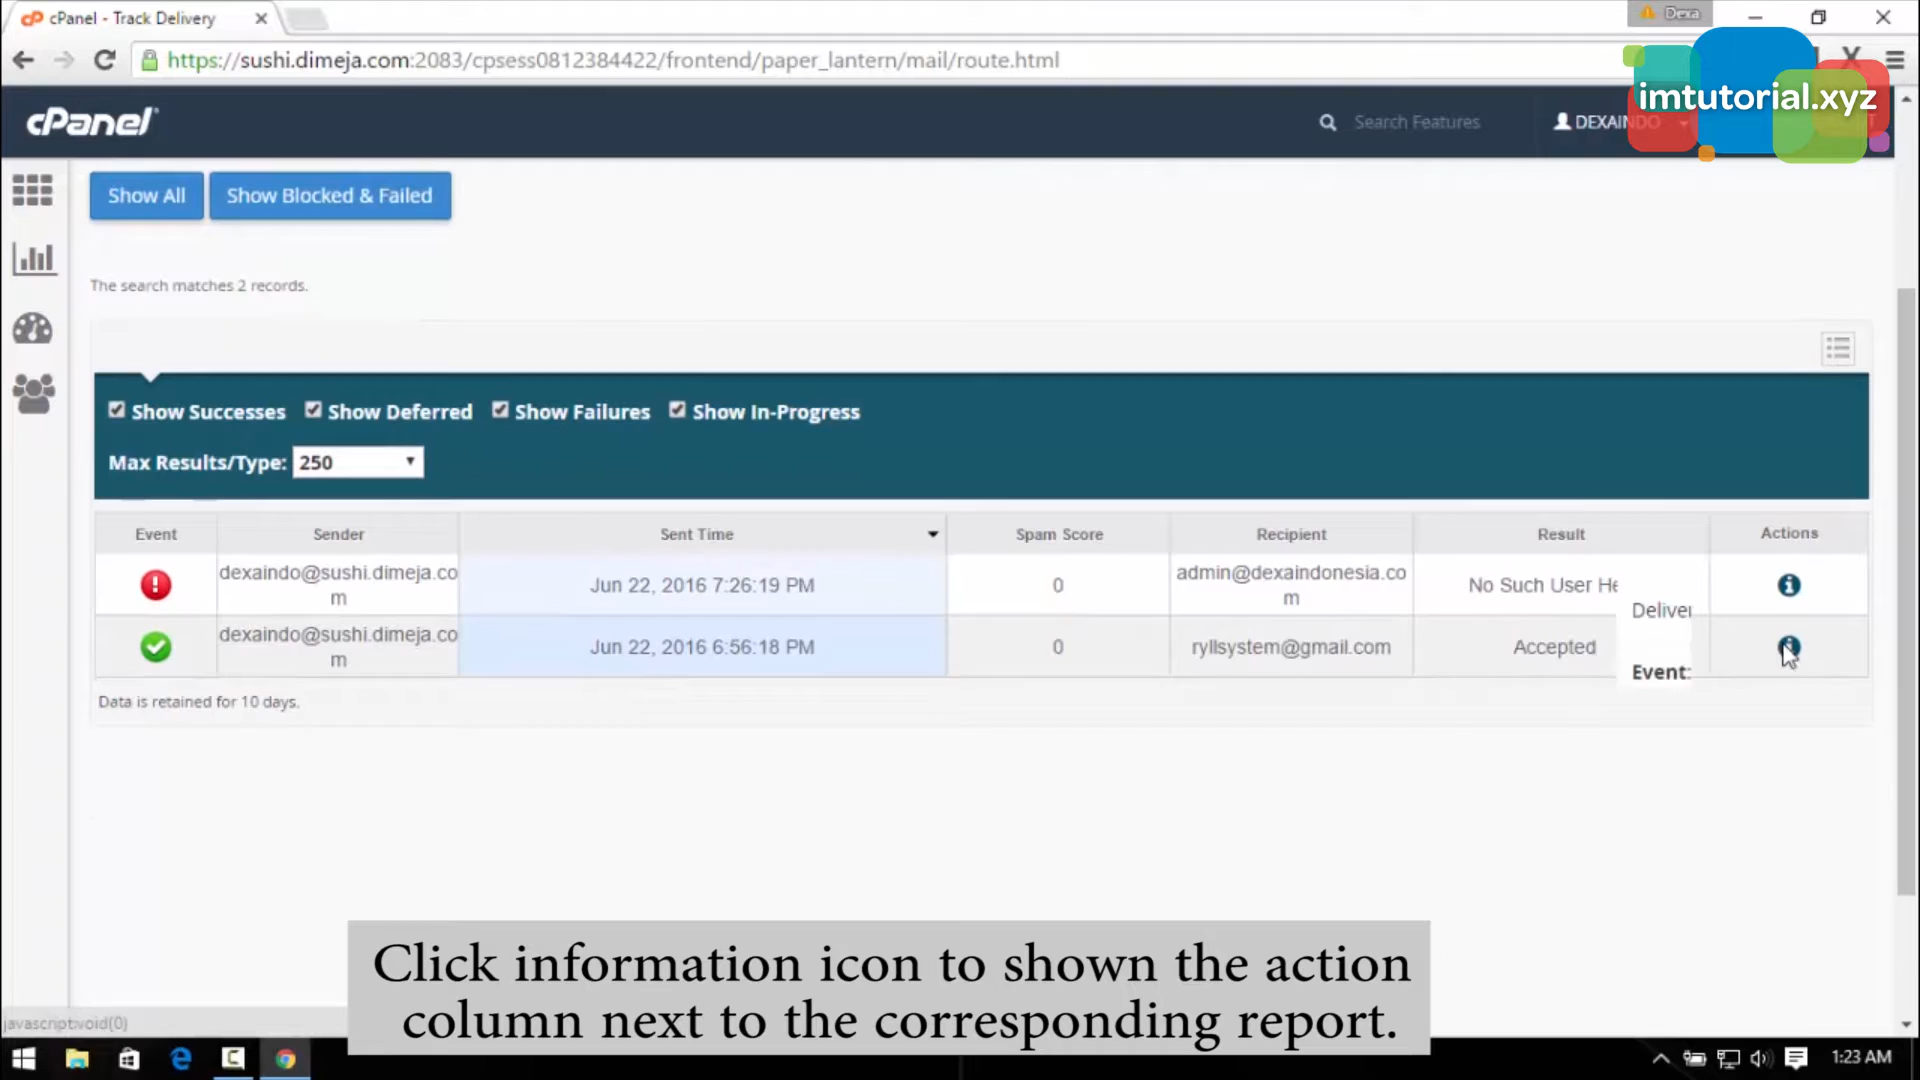 cPanel - Track Delivery
Dexa
https://sushi.dimeja.com:2083/cpsess0812384422/frontend/paper_lantern/mail/route.html
imtutorial.xyz
cPanel
Search Features
DEXAINDO
Show All
Show Blocked & Failed
The search matches 2 records.
Show Successes Show Deferred Show Failures Show In-Progress
Max Results/Type: 250
Event Sender Sent Time Spam Score Recipient Result Actions
dexaindo@sushi.dimeja.co
m
Jun 22, 2016 7:26:19 PM
0
admin@dexaindonesia.co
m
No Such User He
Deliver
dexaindo@sushi.dimeja.co
m
Jun 22, 2016 6:56:18 PM
0
ryllsystem@gmail.com
Accepted
Event:
Data is retained for 10 days.
Click information icon to shown the action
column next to the corresponding report.
javascript:void(0)
1:23 AM